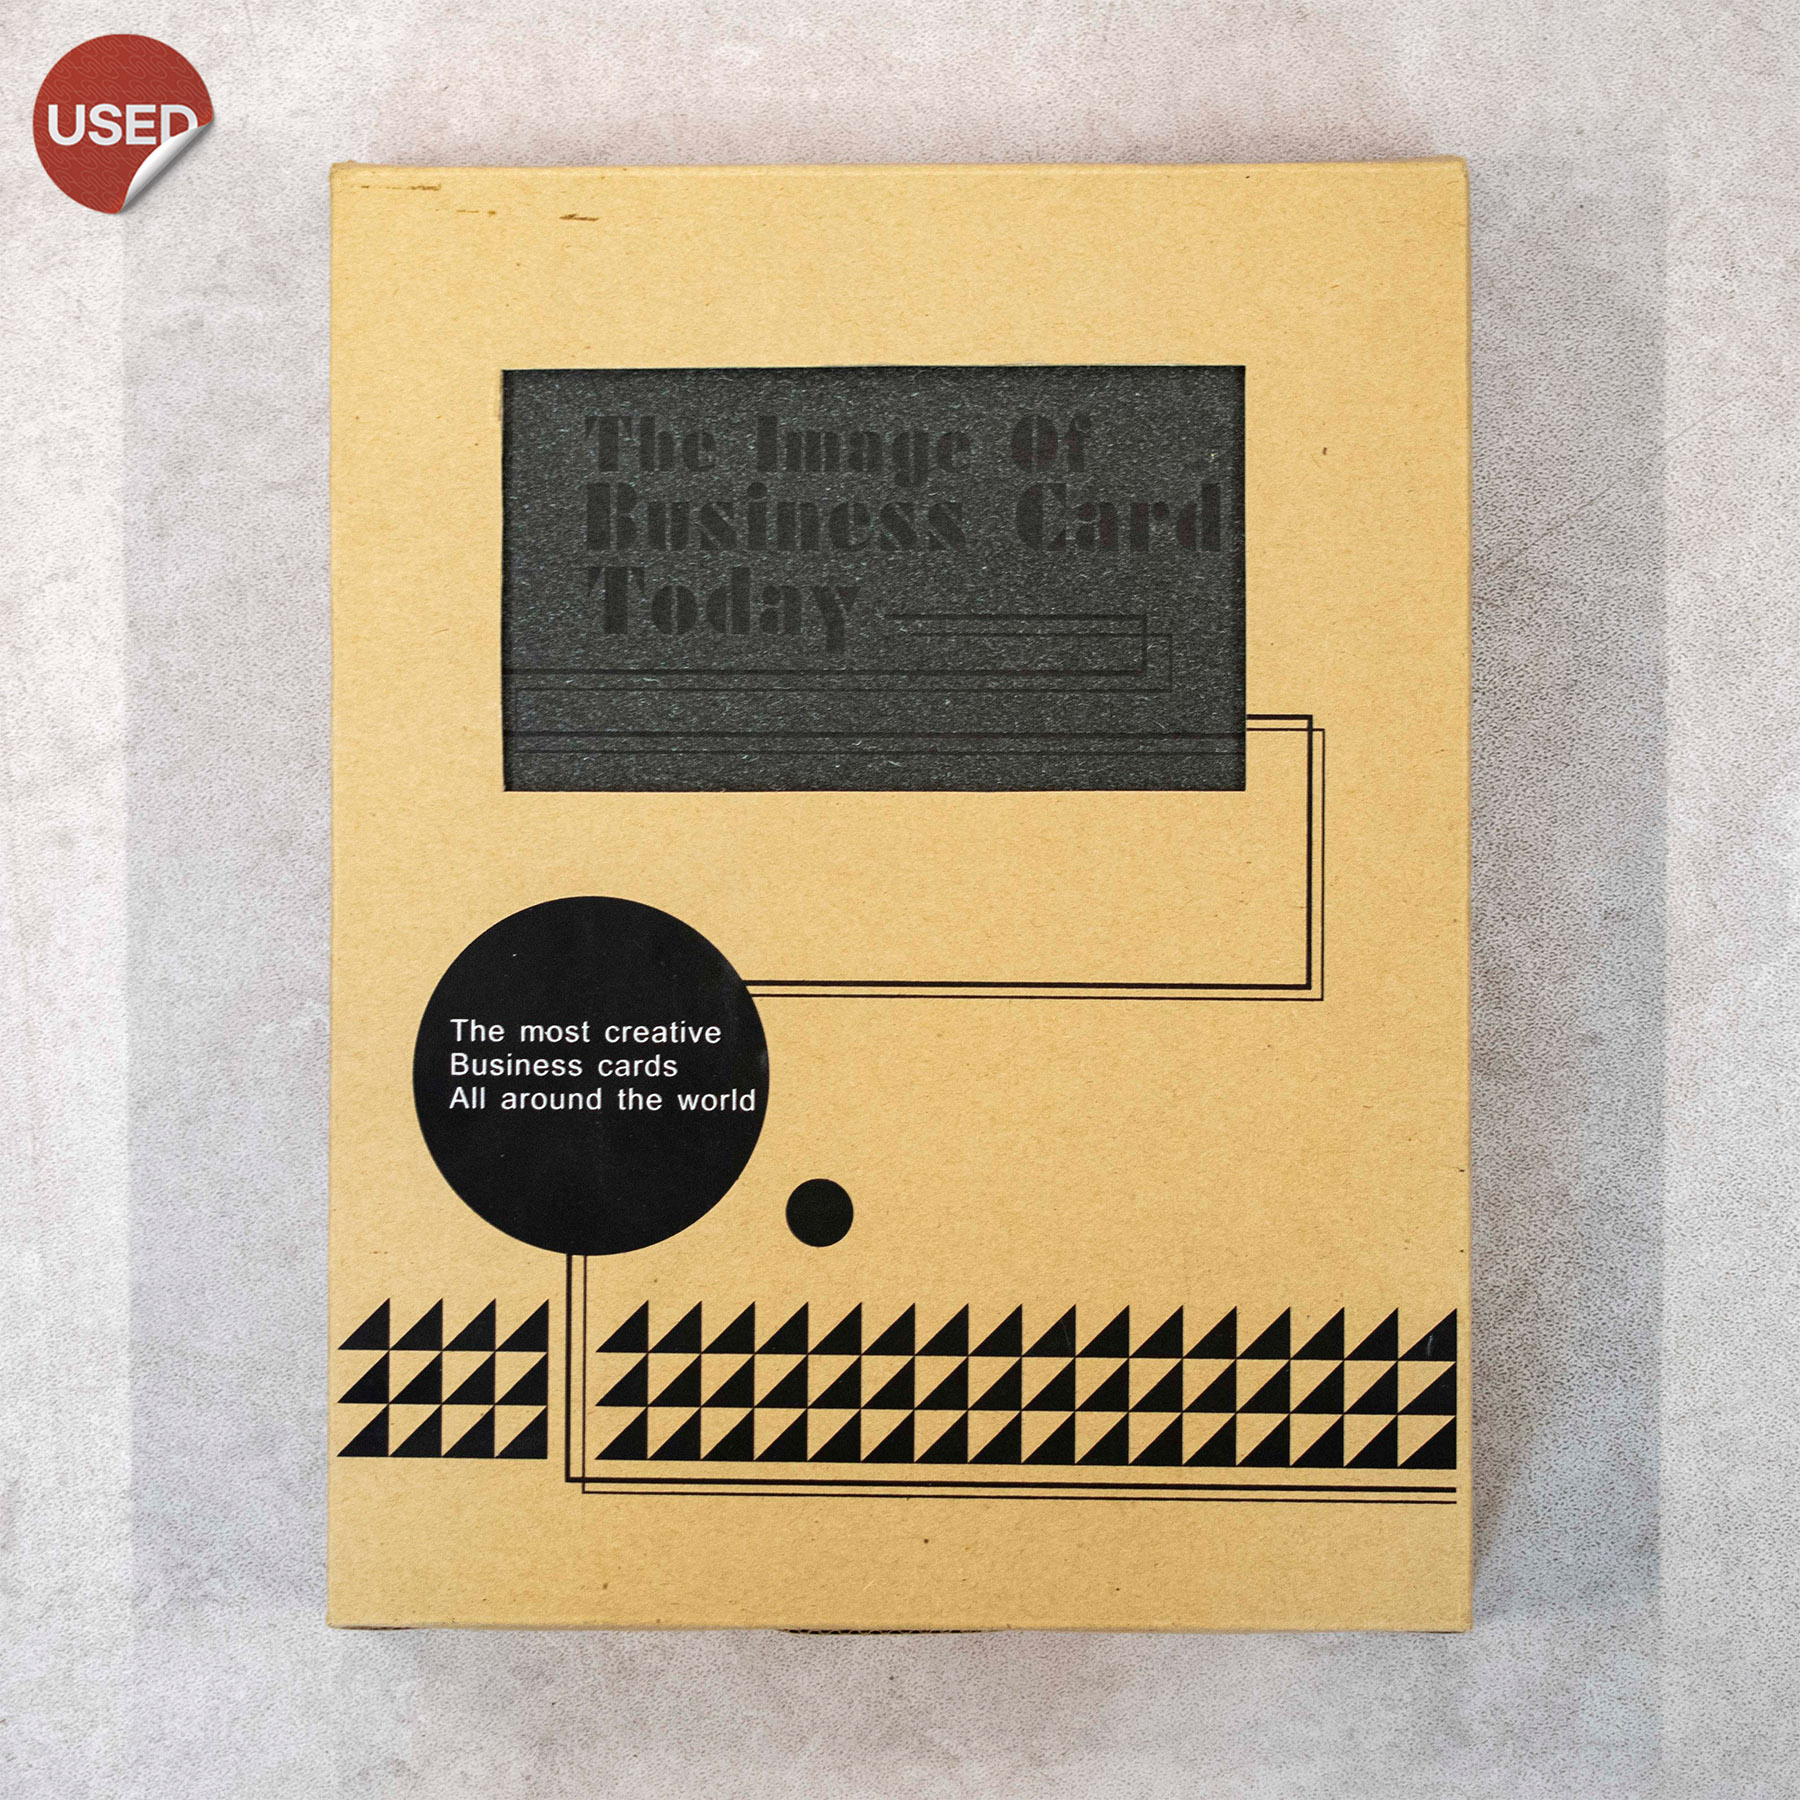 USED
The Image Of
Business Card
Today
The most creative
Business cards
All around the world